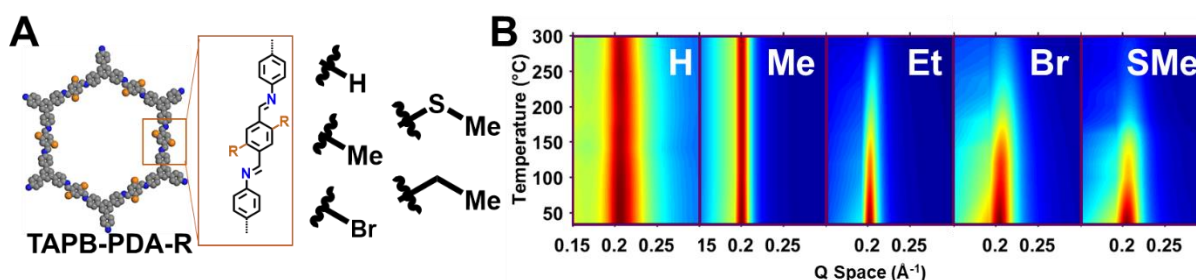 A
TAPB-PDA-R
N
R
R
N
H
Me
Br
S
Me
Me
B
Temperature (°C)
300
250
200
150
100
50
H
Me
Et
Br
SMe
0.15 0.2 0.25 15 0.2 0.25 0.2 0.25 0.2 0.25 0.2 0.25
Q Space (Å⁻¹)